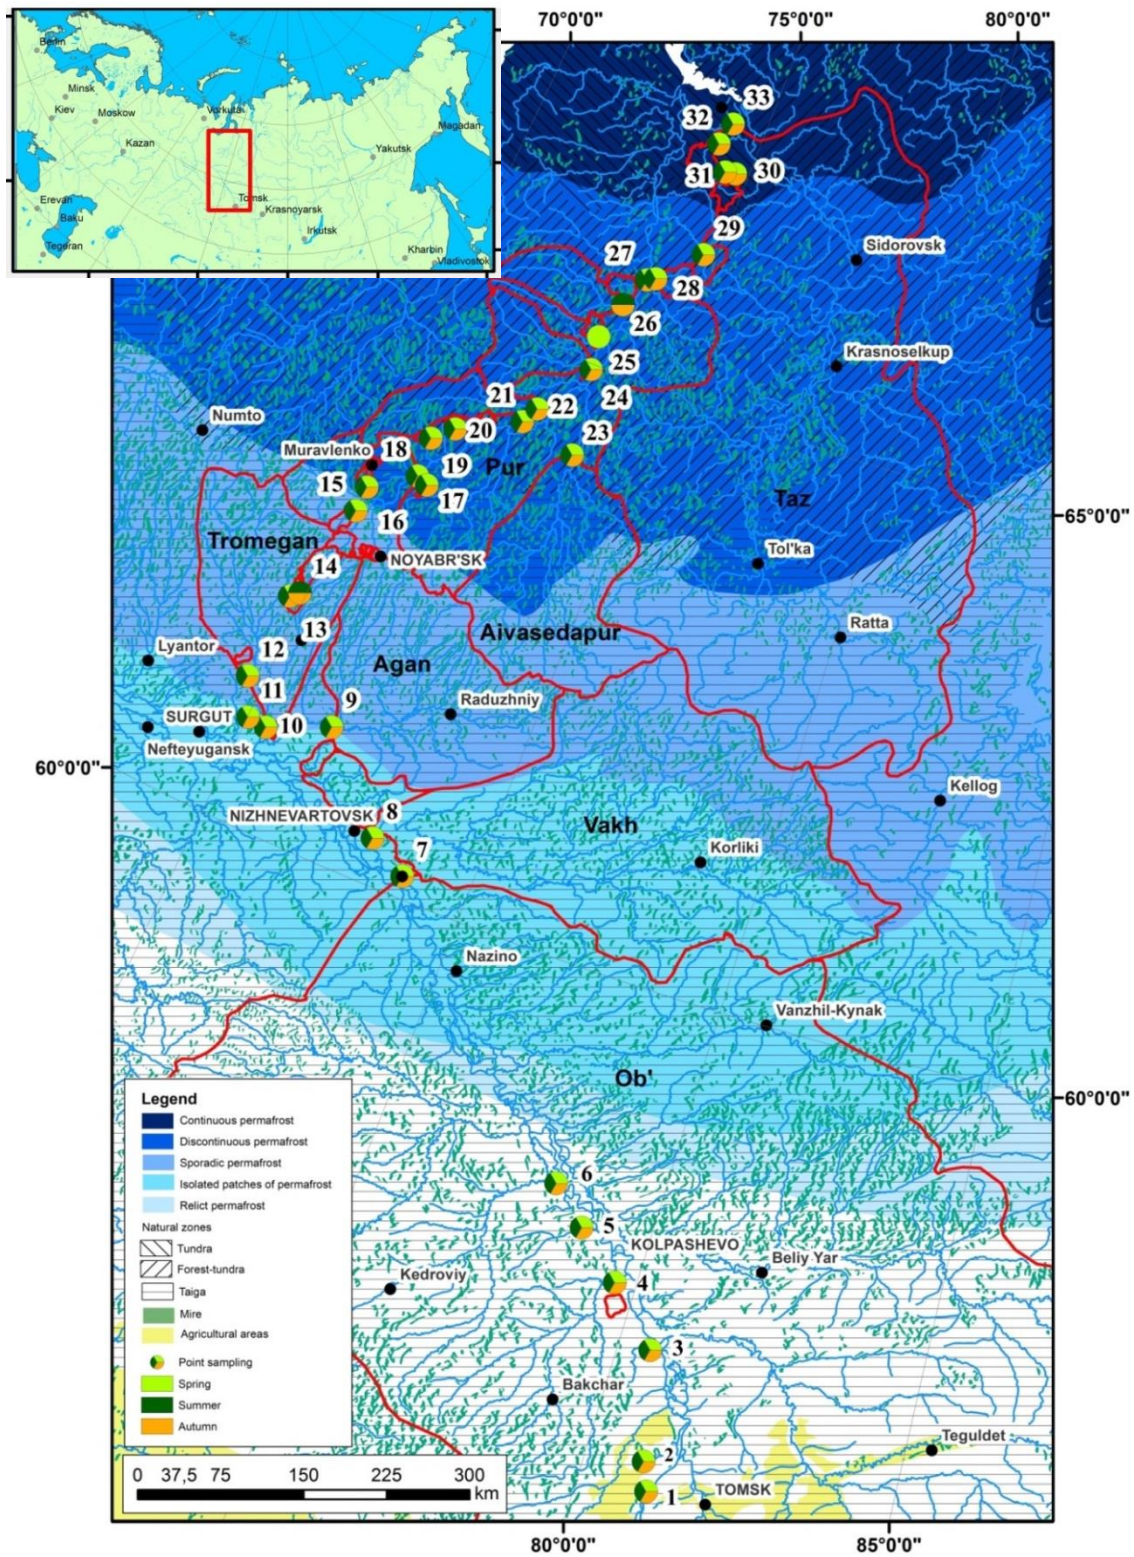 70°0'0"
75°0'0"
80°0'0"
Berlin
Minsk
Kiev
Moscow
Vorkuta
Magadan
Kazan
Yakutsk
Erevan
Tomsk
Krasnoyarsk
Baku
Irkutsk
Tegeran
Kharbin
Vladivostok
33
32
31
30
29
Sidorovsk
27
28
26
Krasnoselkup
25
21
24
22
Numto
20
23
Muravlenko
18
19
Pur
15
17
Taz
16
65°0'0"
Tromegan
NOYABR'SK
Tol'ka
14
13
Aivasedapur
Ratta
Lyantor
12
Agan
11
9
Raduzhniy
SURGUT
10
Nefteyugansk
60°0'0"
Kellog
NIZHNEVARTOVSK
8
Vakh
7
Korliki
Nazino
Vanzhil-Kynak
Ob'
60°0'0"
Legend
Continuous permafrost
Discontinuous permafrost
Sporadic permafrost
Isolated patches of permafrost
Relict permafrost
Natural zones
Tundra
Forest-tundra
Taiga
Mire
Agricultural areas
Point sampling
Spring
Summer
Autumn
6
5
KOLPASHEVO
Beliy Yar
Kedroviy
4
3
Bakchar
Teguldet
2
1
TOMSK
0 37,5 75 150 225 300
km
80°0'0"
85°0'0"